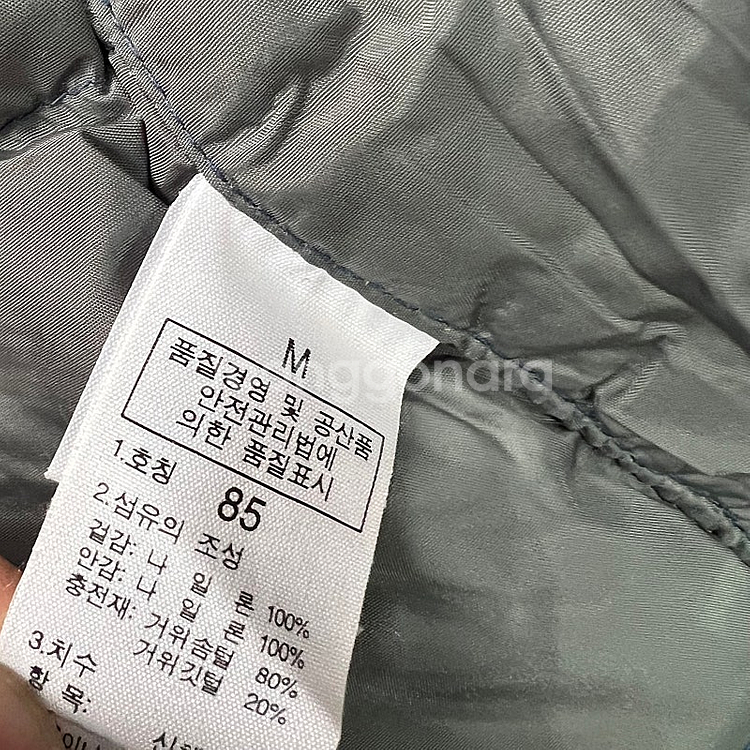 M
품질경영 및 공산품
안전관리법에
의한 품질표시
1.호칭 85
2.섬유의 조성
겉감: 나 일 론 100%
안감: 나 일 론 100%
충전재: 거위솜털 80%
거위깃털 20%
3.치수
항 목: